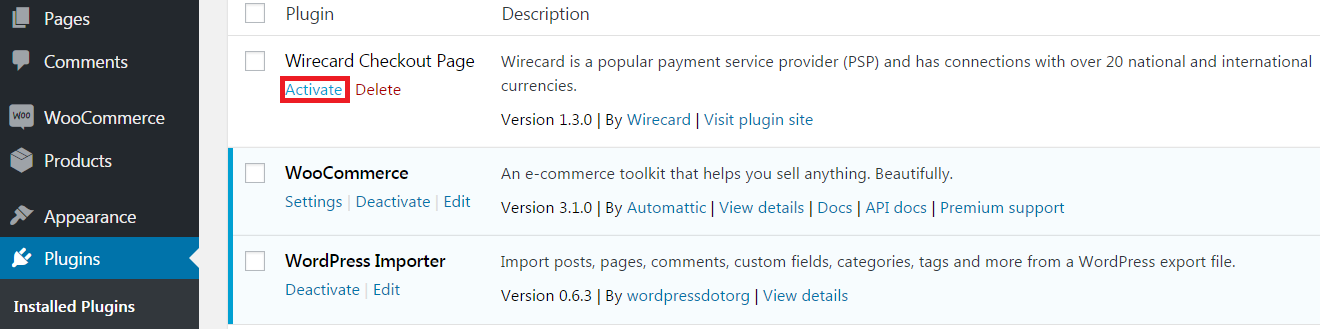 Pages
Comments
WooCommerce
Products
Appearance
Plugins
Installed Plugins
Plugin Description
Wirecard Checkout Page
Activate Delete
Wirecard is a popular payment service provider (PSP) and has connections with over 20 national and international
currencies.
Version 1.3.0 | By Wirecard | Visit plugin site
WooCommerce
Settings | Deactivate | Edit
An e-commerce toolkit that helps you sell anything. Beautifully.
Version 3.1.0 | By Automattic | View details | Docs | API docs | Premium support
WordPress Importer
Deactivate | Edit
Import posts, pages, comments, custom fields, categories, tags and more from a WordPress export file.
Version 0.6.3 | By wordpressdotorg | View details